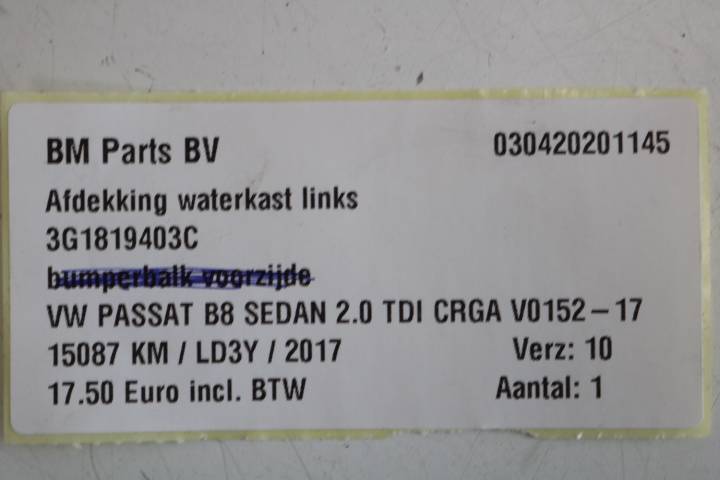 BM Parts BV 030420201145
Afdekking waterkast links
3G1819403C
bumperbalk voorzijde
VW PASSAT B8 SEDAN 2.0 TDI CRGA V0152-17
15087 KM / LD3Y / 2017 Verz: 10
17.50 Euro incl. BTW Aantal: 1